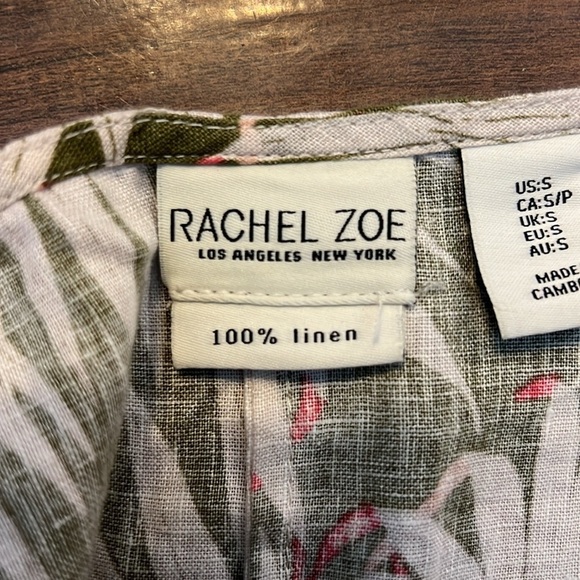 RACHEL ZOE
LOS ANGELES NEW YORK
100% linen
US:S
CA:S/P
UK:S
EU:S
AU:S
MADE